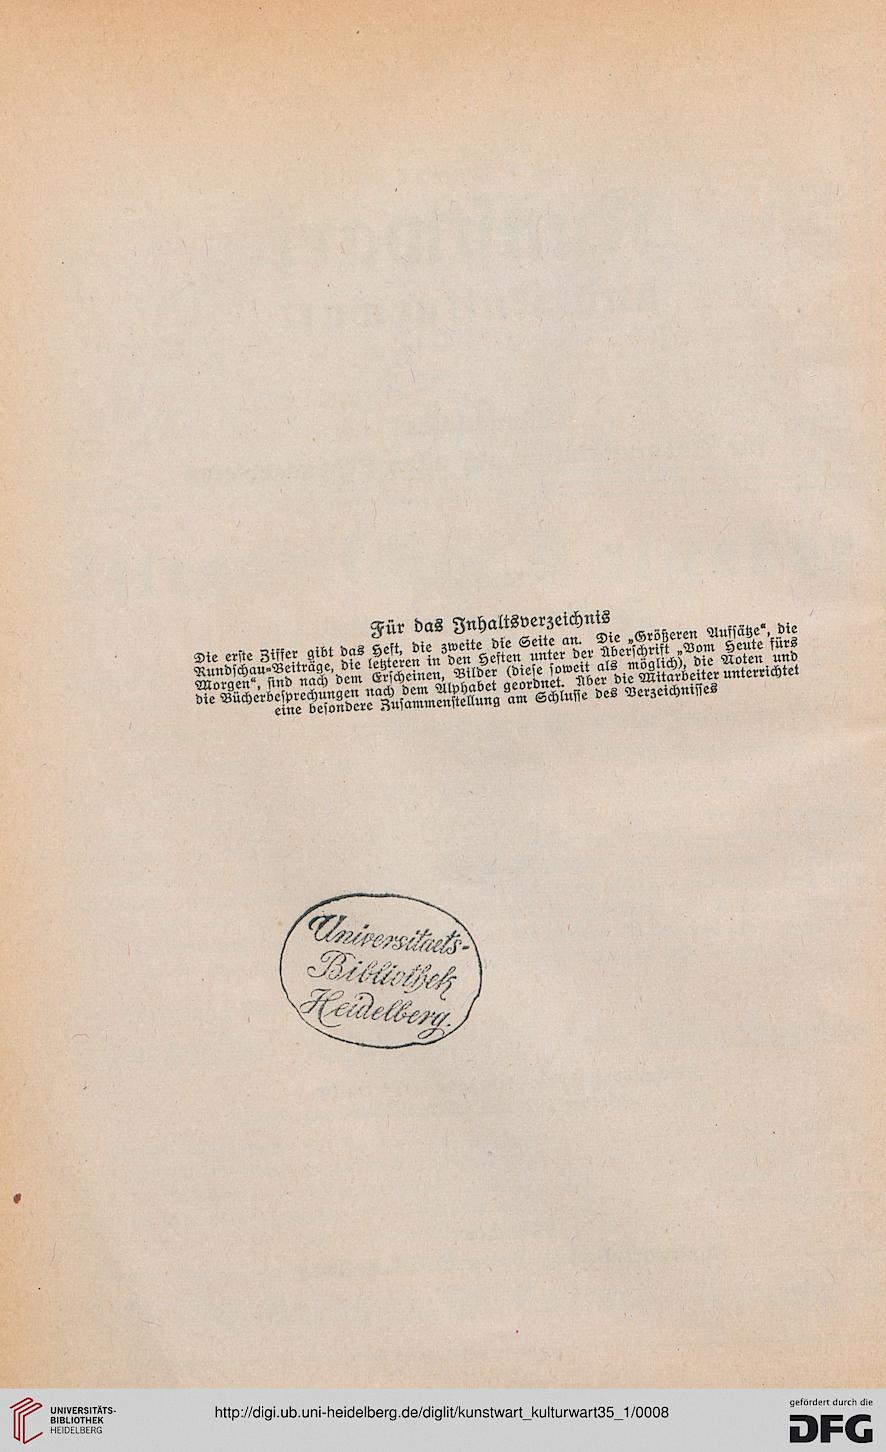 Für das Inhaltsverzeichnis
Die erste Ziffer gibt das Heft, die zweite die Seite an. Die „Größeren Aufsätze“, die
Rundschau-Beiträge, die letzteren in den Heften unter der Überschrift „Vom Heute fürs
Morgen“, sind nach dem Erscheinen, Bilder (diese soweit als möglich), die Noten und
die Bücherbesprechungen nach dem Alphabet geordnet. Über die Mitarbeiter unterrichtet
eine besondere Zusammenstellung am Schlusse des Verzeichnisses
Universitaets-
Bibliothek
Heidelberg.
UNIVERSITÄTS-
BIBLIOTHEK
HEIDELBERG
http://digi.ub.uni-heidelberg.de/diglit/kunstwart_kulturwart35_1/0008
gefördert durch die
DFG